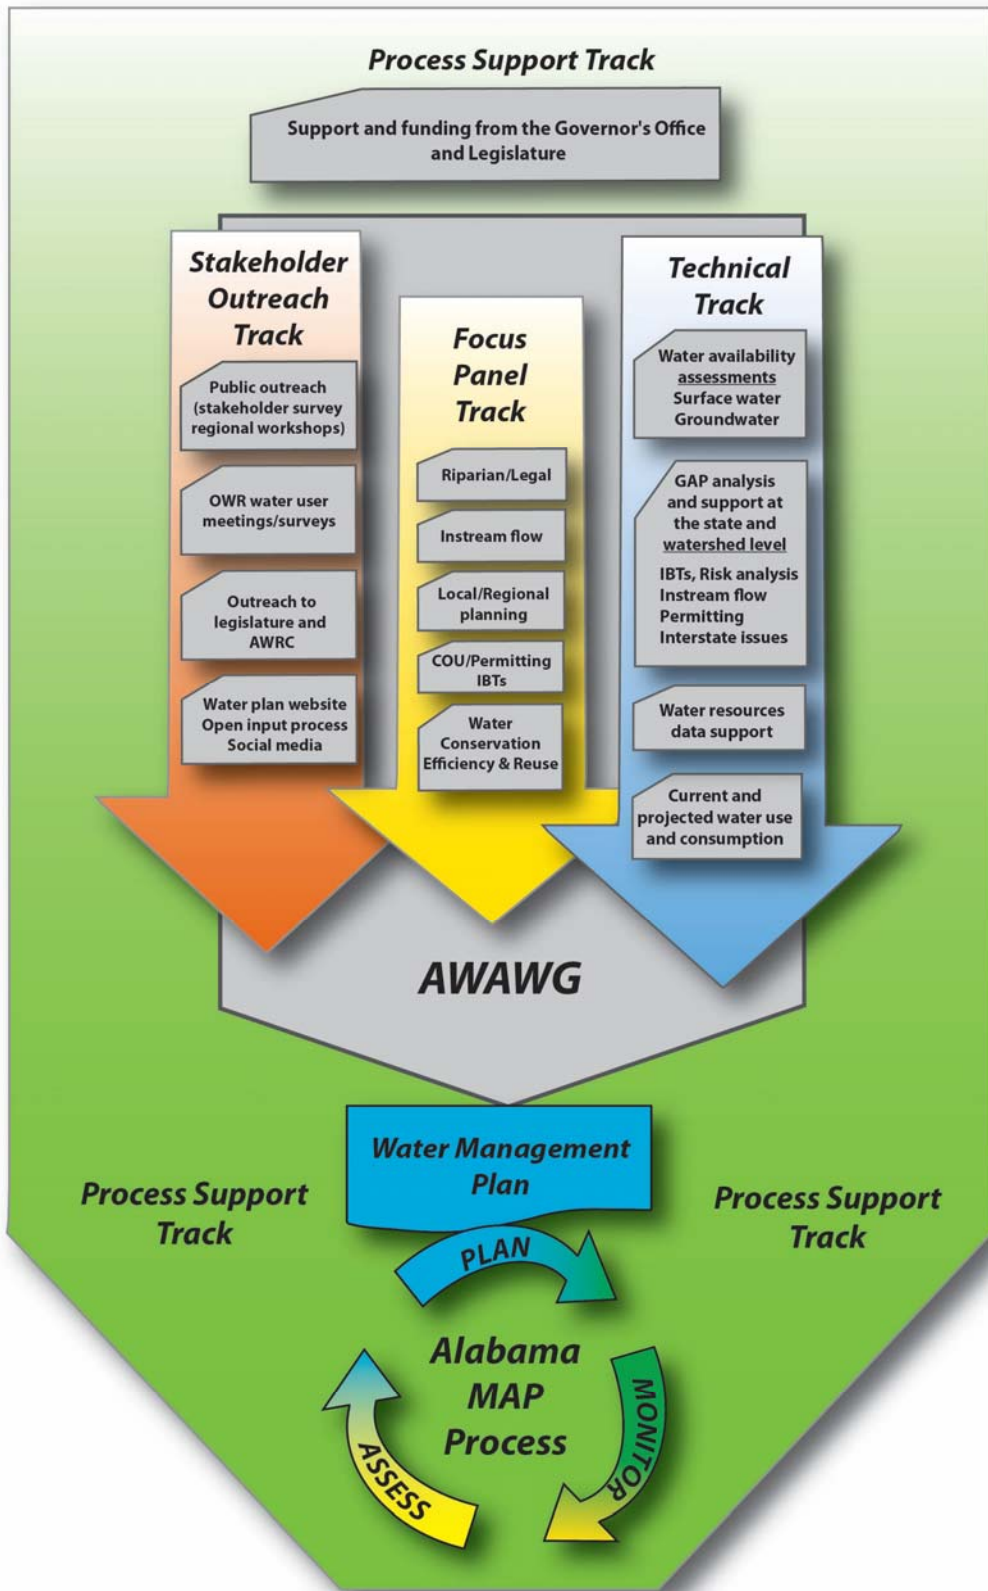 Process Support Track
Support and funding from the Governor's Office
and Legislature
Stakeholder
Outreach
Track
Public outreach
(stakeholder survey
regional workshops)
OWR water user
meetings/surveys
Outreach to
legislature and
AWRC
Water plan website
Open input process
Social media
Focus
Panel
Track
Riparian/Legal
Instream flow
Local/Regional
planning
COU/Permitting
IBTs
Water
Conservation
Efficiency & Reuse
Technical
Track
Water availability
assessments
Surface water
Groundwater
GAP analysis
and support at
the state and
watershed level
IBTs, Risk analysis
Instream flow
Permitting
Interstate issues
Water resources
data support
Current and
projected water use
and consumption
AWAWG
Water Management
Plan
Process Support
Track
Process Support
Track
PLAN
Alabama
MAP
Process
MONITOR
ASSESS